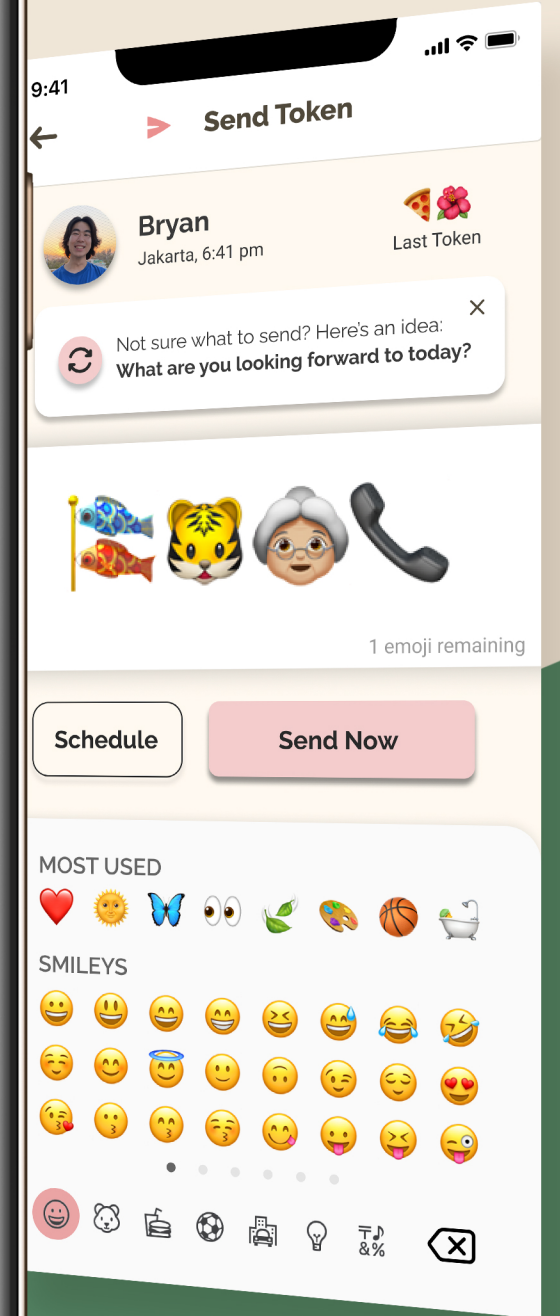 9:41
Send Token
Bryan
Jakarta, 6:41 pm
Last Token
Not sure what to send? Here's an idea:
What are you looking forward to today?
1 emoji remaining
Schedule
Send Now
MOST USED
SMILEYS
&%